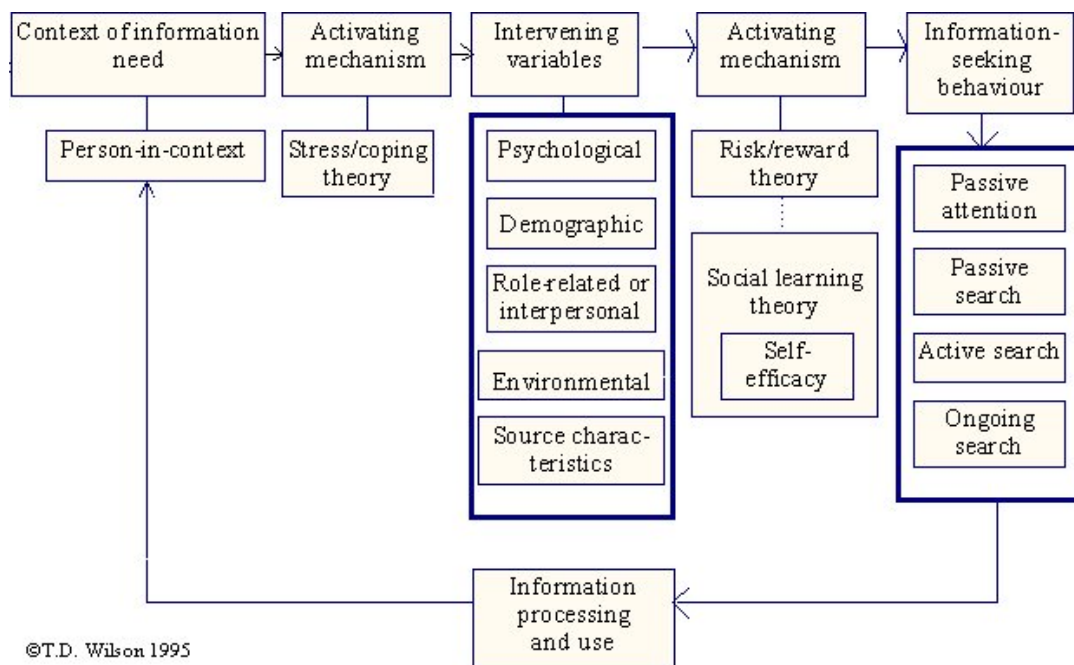 Context of information
need
Activating
mechanism
Intervening
variables
Activating
mechanism
Information-
seeking
behaviour
Person-in-context
Stress/coping
theory
Psychological
Demographic
Role-related or
interpersonal
Environmental
Source charac-
teristics
Risk/reward
theory
Social learning
theory
Self-
efficacy
Passive
attention
Passive
search
Active search
Ongoing
search
Information
processing
and use
©T.D. Wilson 1995